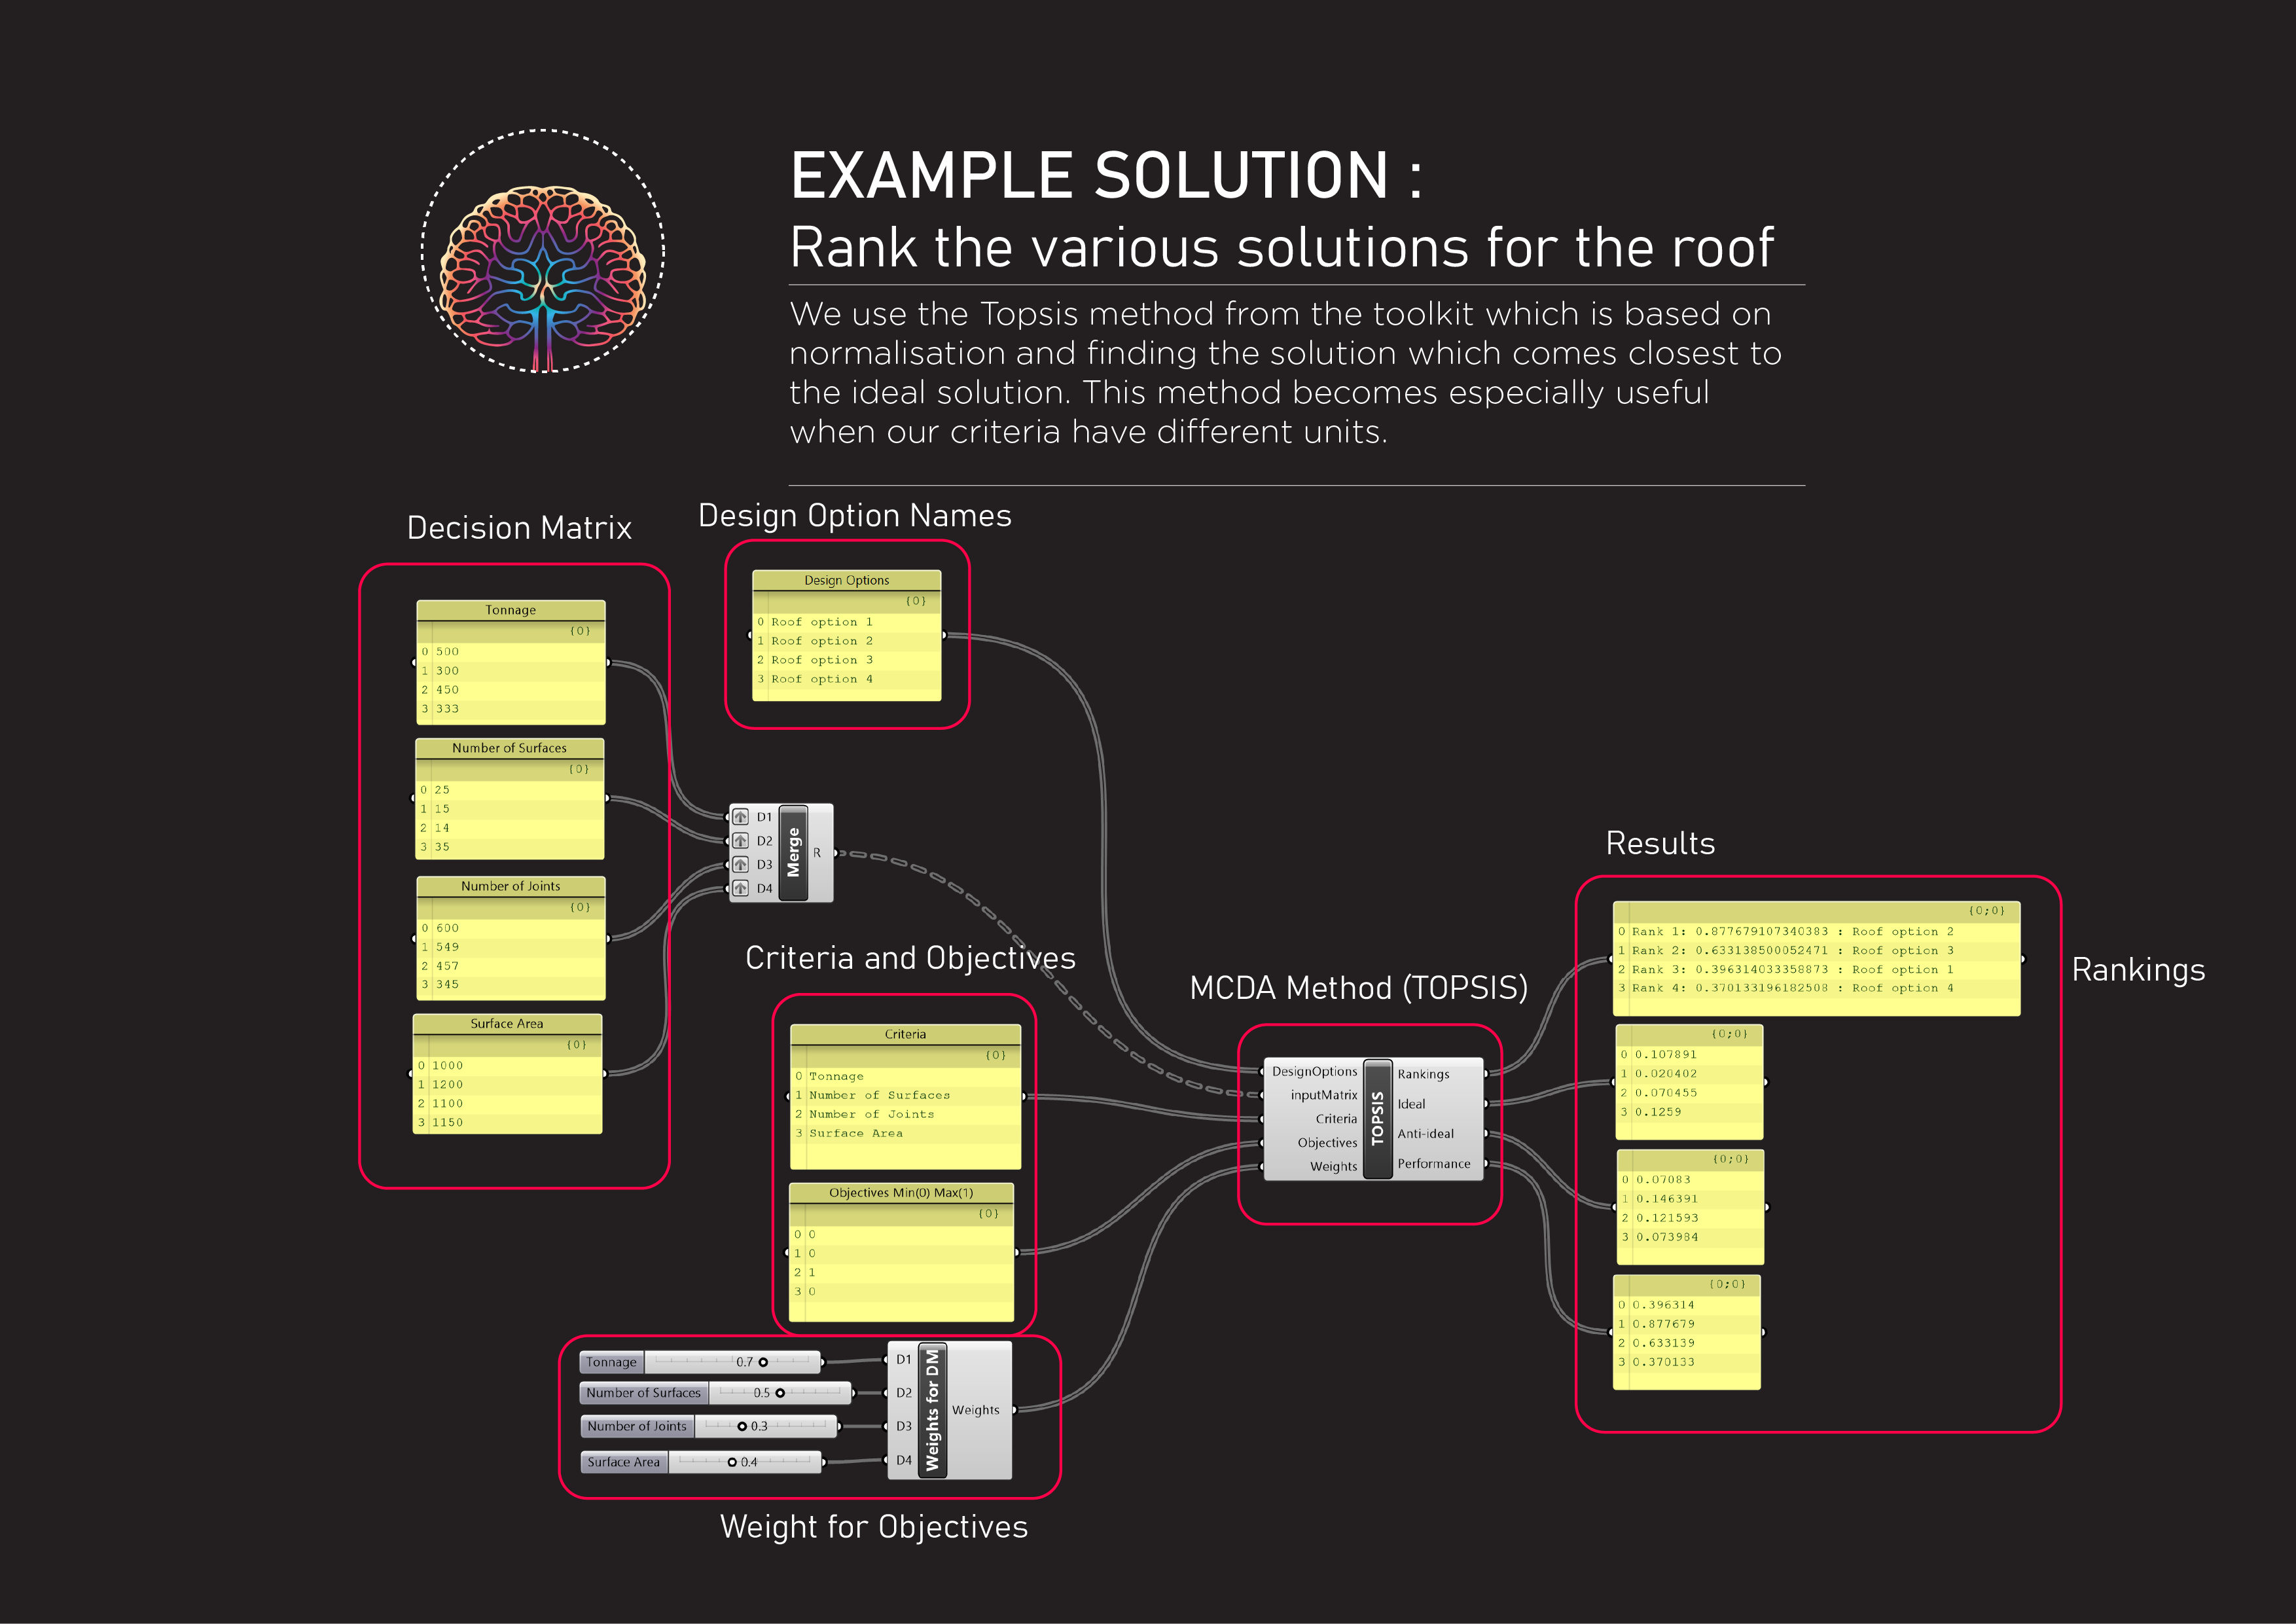 EXAMPLE SOLUTION :
Rank the various solutions for the roof
We use the Topsis method from the toolkit which is based on
normalisation and finding the solution which comes closest to
the ideal solution. This method becomes especially useful
when our criteria have different units.
Decision Matrix
Tonnage
{0}
0 500
1 300
2 450
3 333
Number of Surfaces
{0}
0 25
1 15
2 14
3 35
Number of Joints
{0}
0 600
1 549
2 457
3 345
Surface Area
{0}
0 1000
1 1200
2 1100
3 1150
Design Option Names
Design Options
{0}
0 Roof option 1
1 Roof option 2
2 Roof option 3
3 Roof option 4
D1
D2
D3
D4
Merge
R
Criteria and Objectives
Criteria
{0}
0 Tonnage
1 Number of Surfaces
2 Number of Joints
3 Surface Area
Objectives Min(0) Max(1)
{0}
0 0
1 0
2 1
3 0
Tonnage 0.7
Number of Surfaces 0.5
Number of Joints 0.3
Surface Area 0.4
D1
D2
D3
D4
Weights for DM
Weights
Weight for Objectives
MCDA Method (TOPSIS)
DesignOptions
inputMatrix
Criteria
Objectives
Weights
TOPSIS
Rankings
Ideal
Anti-ideal
Performance
Results
{0;0}
0 Rank 1: 0.877679107340383 : Roof option 2
1 Rank 2: 0.633138500052471 : Roof option 3
2 Rank 3: 0.396314033358873 : Roof option 1
3 Rank 4: 0.370133196182508 : Roof option 4
Rankings
{0;0}
0 0.107891
1 0.020402
2 0.070455
3 0.1259
{0;0}
0 0.07083
1 0.146391
2 0.121593
3 0.073984
{0;0}
0 0.396314
1 0.877679
2 0.633139
3 0.370133